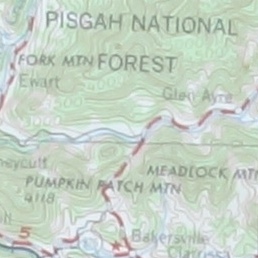 PISGAH NATIONAL
FORK MTN FOREST
Ewart
Glen Ayre
MEADLOCK MTN
PUMPKIN PATCH MTN
4118
5
Bakersville